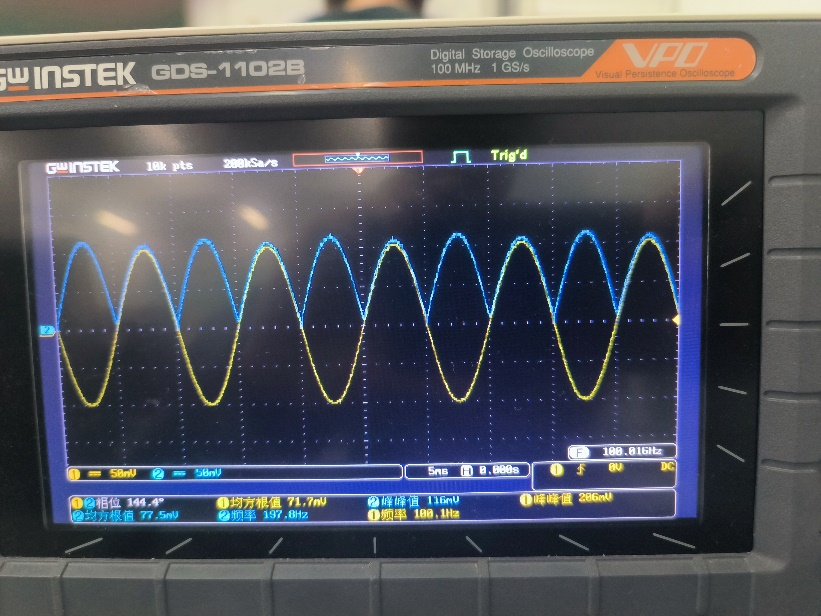 GWINSTEK GDS-1102B
Digital Storage Oscilloscope
100 MHz 1 GS/s
VPO
Visual Persistence Oscilloscope
GWINSTEK 10k pts 200kSa/s Trig'd
2
F 100.016Hz
1 50mV 2 50mV 5ms H 0.000s 1 0V DC
12相位 144.4° 1均方根值 71.7mV 2峰峰值 116mV 1峰峰值 206mV
2均方根值 77.5mV 2频率 197.8Hz 1频率 100.1Hz